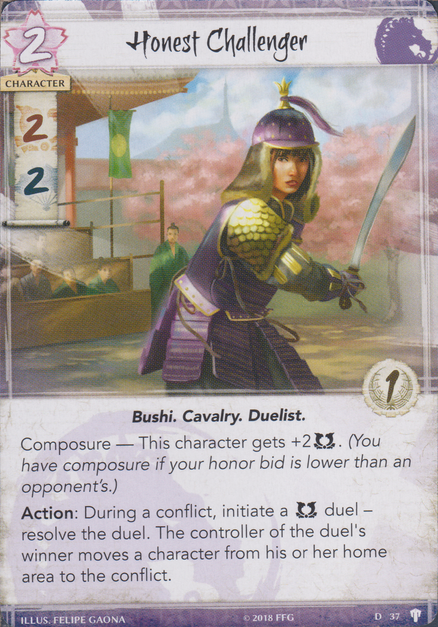 2
Honest Challenger
CHARACTER
2
2
1
Bushi. Cavalry. Duelist.
Composure — This character gets +2. (You
have composure if your honor bid is lower than an
opponent's.)
Action: During a conflict, initiate a duel –
resolve the duel. The controller of the duel's
winner moves a character from his or her home
area to the conflict.
ILLUS. FELIPE GAONA © 2018 FFG D 37